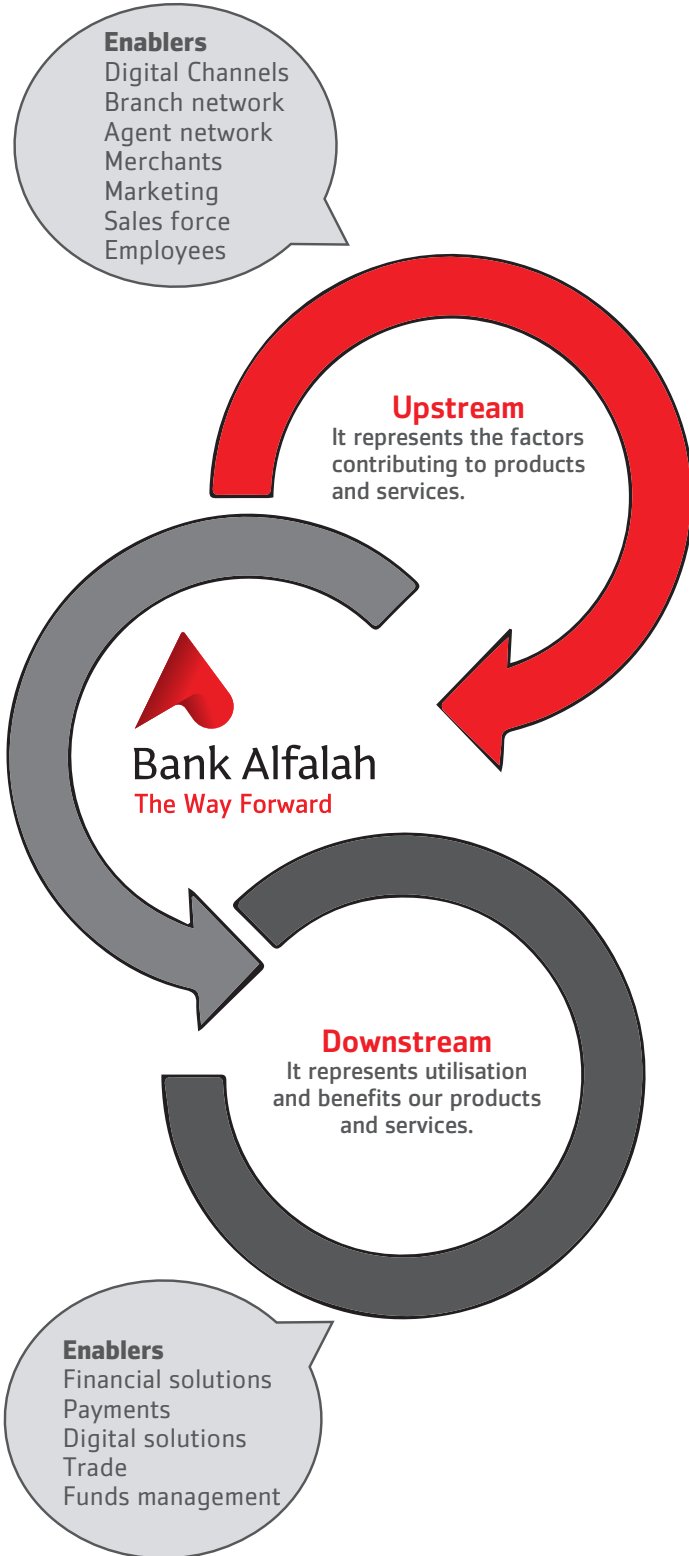 Enablers
Digital Channels
Branch network
Agent network
Merchants
Marketing
Sales force
Employees
Upstream
It represents the factors
contributing to products
and services.
Bank Alfalah
The Way Forward
Downstream
It represents utilisation
and benefits our products
and services.
Enablers
Financial solutions
Payments
Digital solutions
Trade
Funds management